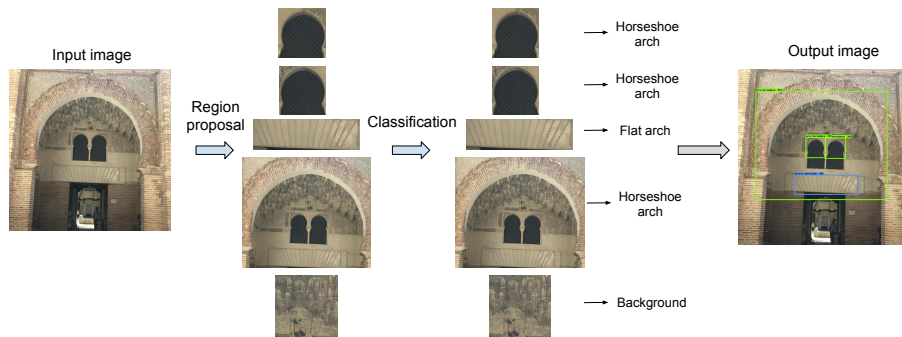 Input image
Region
proposal
Classification
Horseshoe
arch
Horseshoe
arch
Flat arch
Horseshoe
arch
Background
Output image